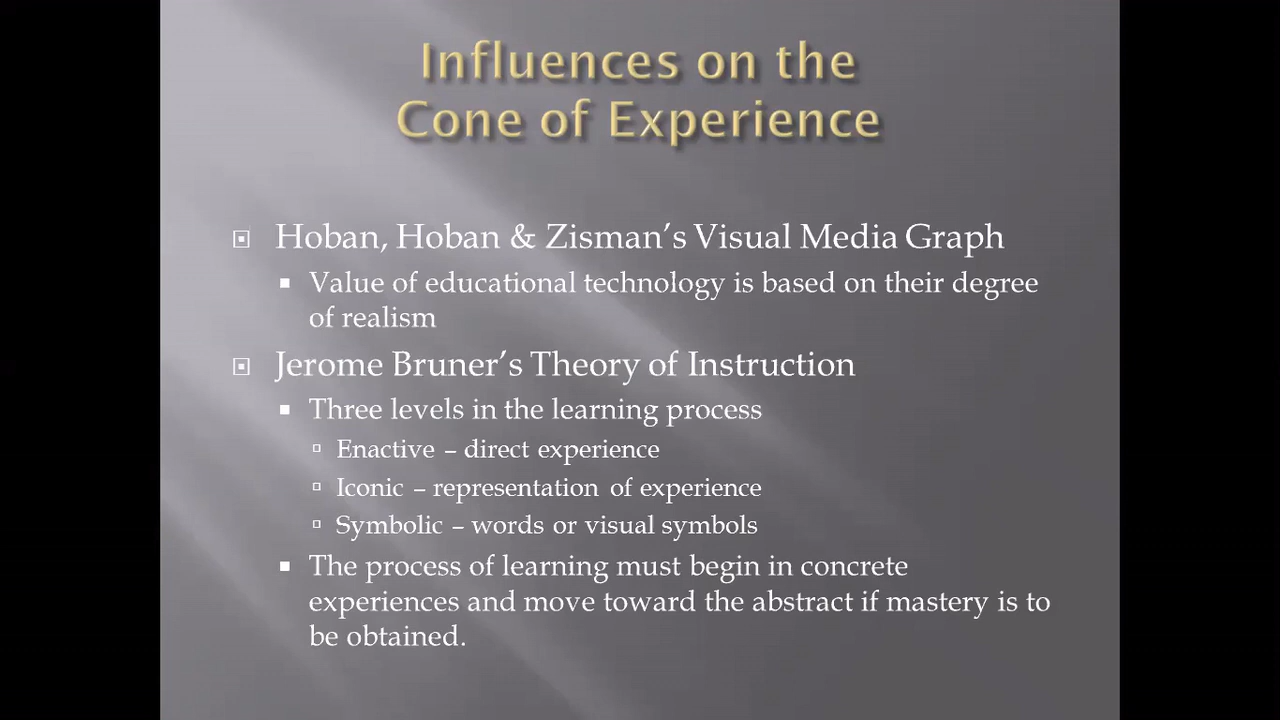 Influences on the
Cone of Experience
Hoban, Hoban & Zisman's Visual Media Graph
Value of educational technology is based on their degree
of realism
Jerome Bruner's Theory of Instruction
Three levels in the learning process
Enactive – direct experience
Iconic – representation of experience
Symbolic – words or visual symbols
The process of learning must begin in concrete
experiences and move toward the abstract if mastery is to
be obtained.